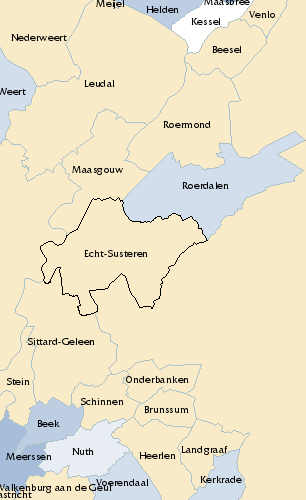 Meijel
Maasbree
Helden
Kessel
Venlo
Nederweert
Beesel
Leudal
Weert
Roermond
Maasgouw
Roerdalen
Echt-Susteren
Sittard-Geleen
Stein
Onderbanken
Schinnen
Brunssum
Beek
Nuth
Landgraaf
Meerssen
Heerlen
Kerkrade
Voerendaal
Valkenburg aan de Geul
astricht